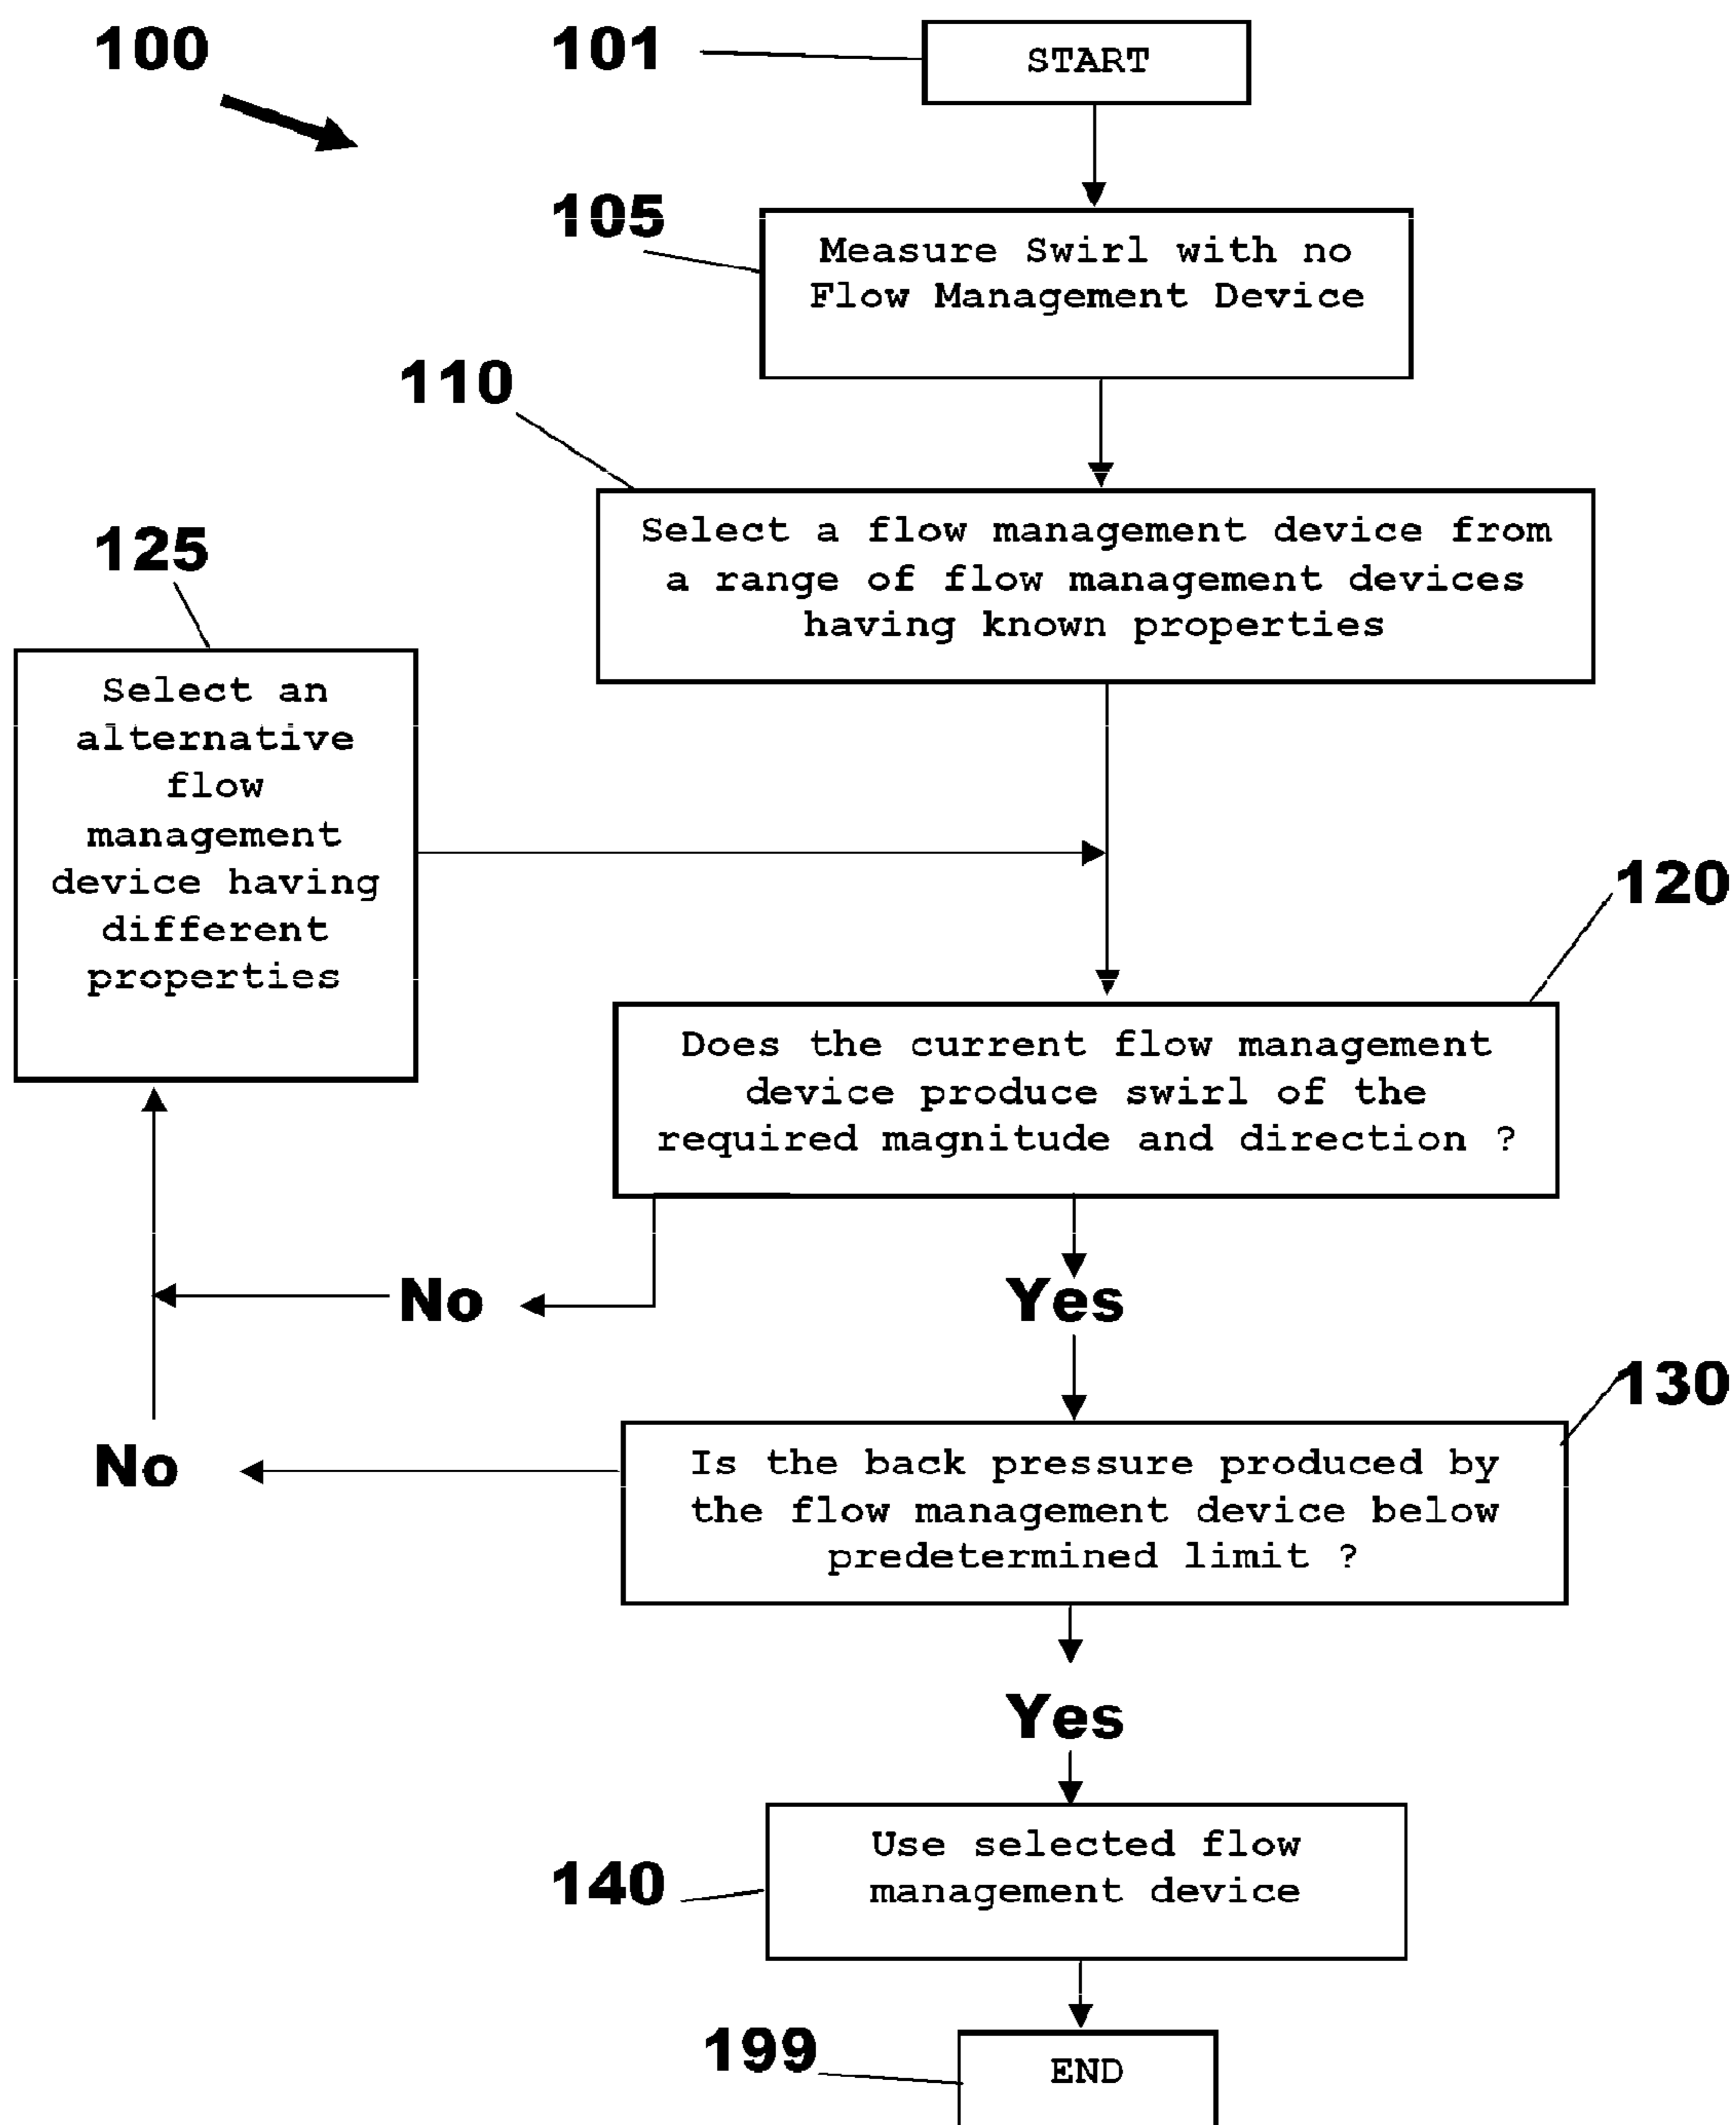 100
101
START
105
Measure Swirl with no
Flow Management Device
110
Select a flow management device from
a range of flow management devices
having known properties
125
Select an
alternative
flow
management
device having
different
properties
120
Does the current flow management
device produce swirl of the
required magnitude and direction ?
No
Yes
130
No
Is the back pressure produced by
the flow management device below
predetermined limit ?
Yes
140
Use selected flow
management device
199
END